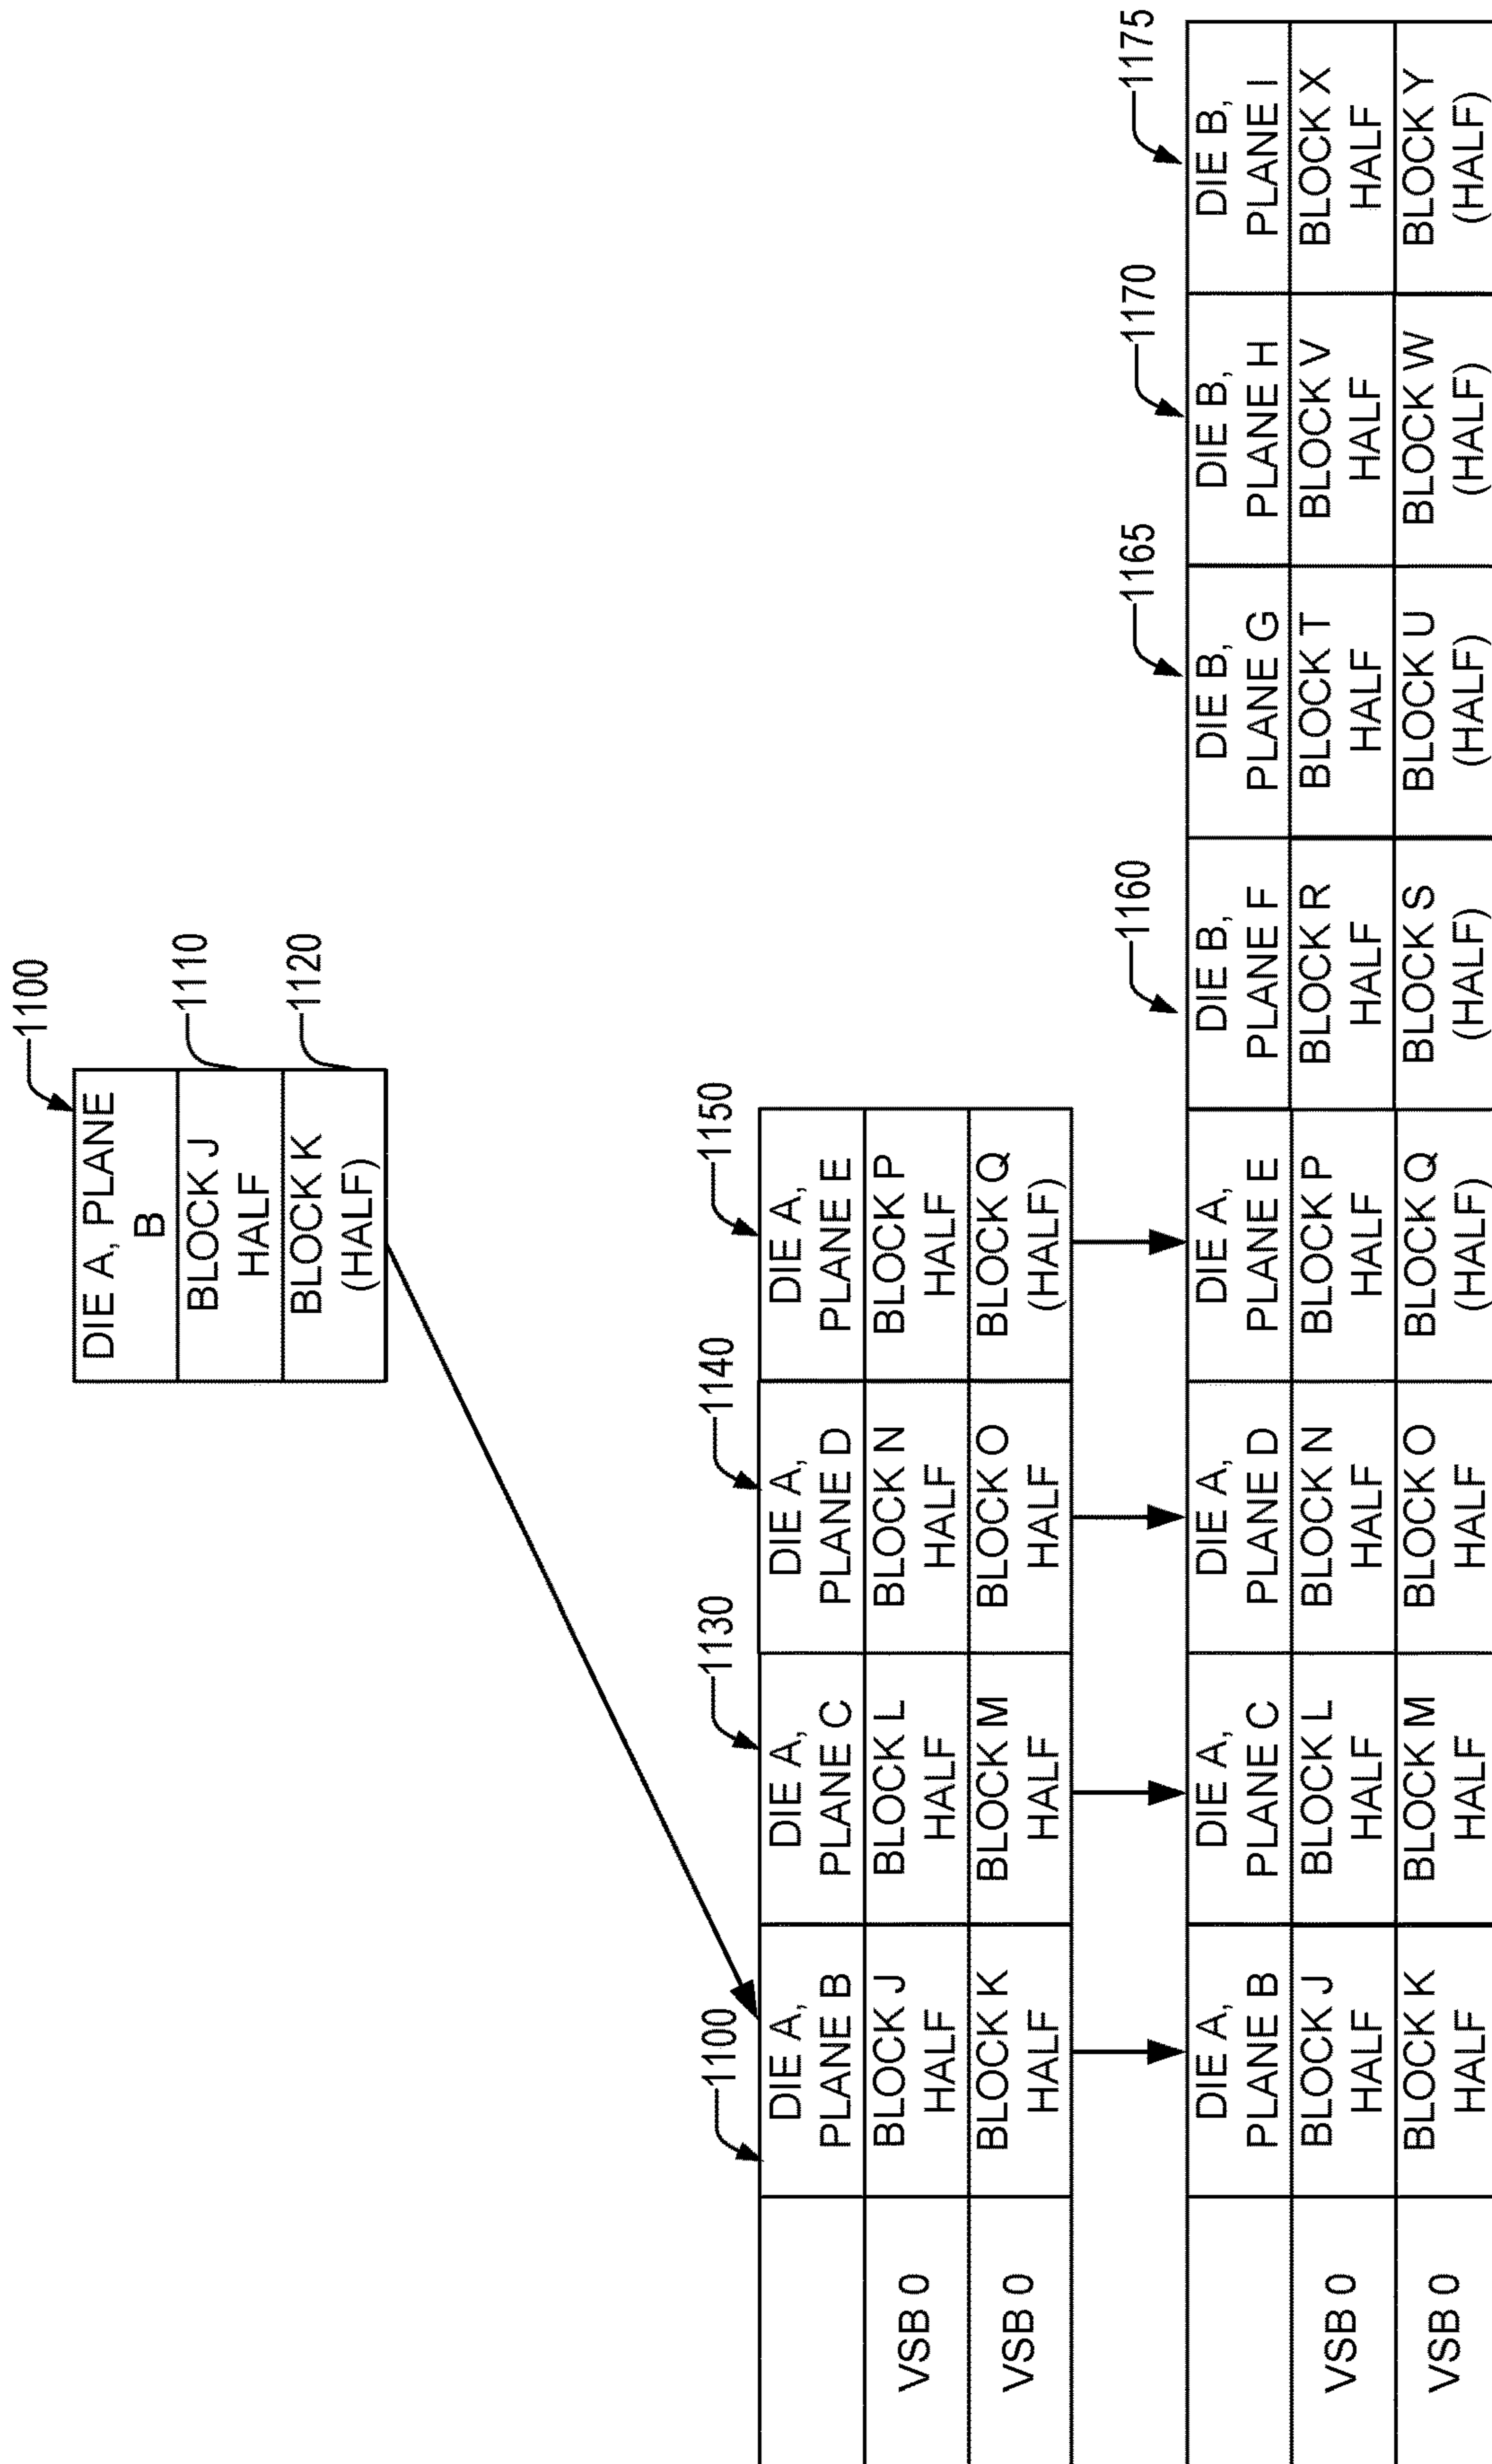 1100
DIE A, PLANE
B
BLOCK J
HALF
1110
BLOCK K
(HALF)
1120
1100
1130
1140
1150
DIE A,
PLANE B
DIE A,
PLANE C
DIE A,
PLANE D
DIE A,
PLANE E
VSB 0
BLOCK J
HALF
BLOCK L
HALF
BLOCK N
HALF
BLOCK P
HALF
VSB 0
BLOCK K
HALF
BLOCK M
HALF
BLOCK O
HALF
BLOCK Q
(HALF)
1160
1165
1170
1175
DIE A,
PLANE B
DIE A,
PLANE C
DIE A,
PLANE D
DIE A,
PLANE E
DIE B,
PLANE F
DIE B,
PLANE G
DIE B,
PLANE H
DIE B,
PLANE I
VSB 0
BLOCK J
HALF
BLOCK L
HALF
BLOCK N
HALF
BLOCK P
HALF
BLOCK R
HALF
BLOCK T
HALF
BLOCK V
HALF
BLOCK X
HALF
VSB 0
BLOCK K
HALF
BLOCK M
HALF
BLOCK O
HALF
BLOCK Q
(HALF)
BLOCK S
(HALF)
BLOCK U
(HALF)
BLOCK W
(HALF)
BLOCK Y
(HALF)